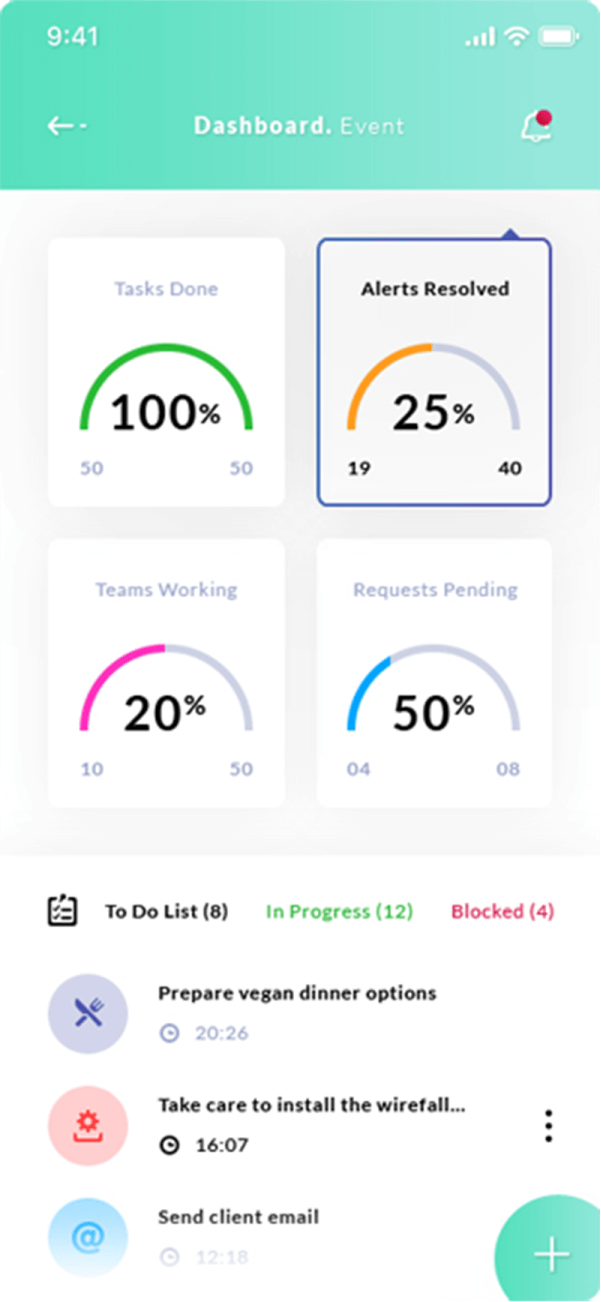 9:41
Dashboard. Event
Tasks Done
100%
50 50
Alerts Resolved
25%
19 40
Teams Working
20%
10 50
Requests Pending
50%
04 08
To Do List (8) In Progress (12) Blocked (4)
Prepare vegan dinner options
20:26
Take care to install the wirefall...
16:07
Send client email
@
12:18